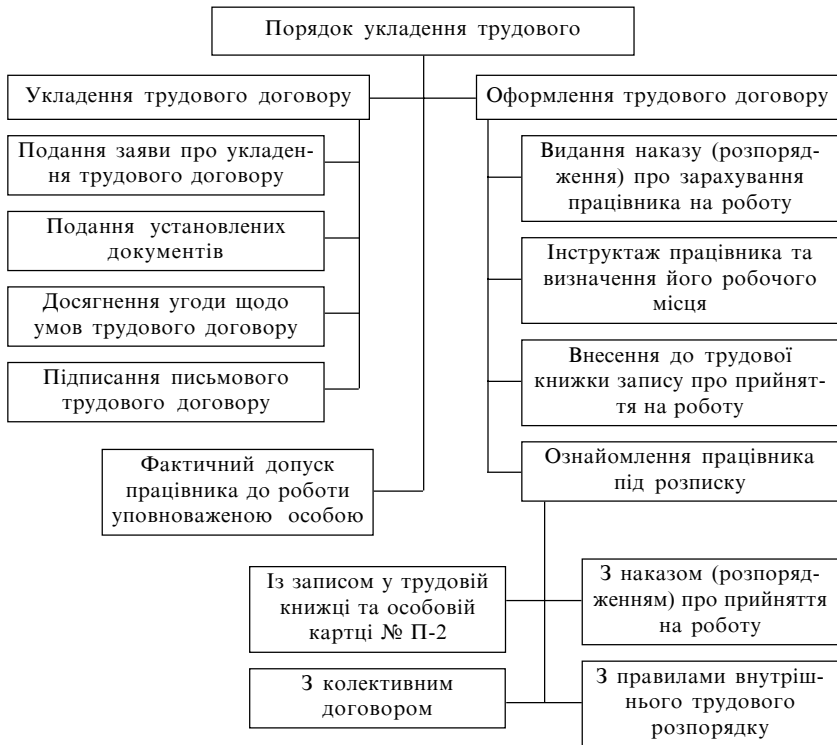 Порядок укладення трудового
Укладення трудового договору
Подання заяви про укладен-
ня трудового договору
Подання установлених
документів
Досягнення угоди щодо
умов трудового договору
Підписання письмового
трудового договору
Фактичний допуск
працівника до роботи
уповноваженою особою
Оформлення трудового договору
Видання наказу (розпоряд-
ження) про зарахування
працівника на роботу
Інструктаж працівника та
визначення його робочого
місця
Внесення до трудової
книжки запису про прийнят-
тя на роботу
Ознайомлення працівника
під розписку
Із записом у трудовій
книжці та особовій
картці № П-2
З наказом (розпоряд-
женням) про прийняття
на роботу
З колективним
договором
З правилами внутріш-
нього трудового
розпорядку